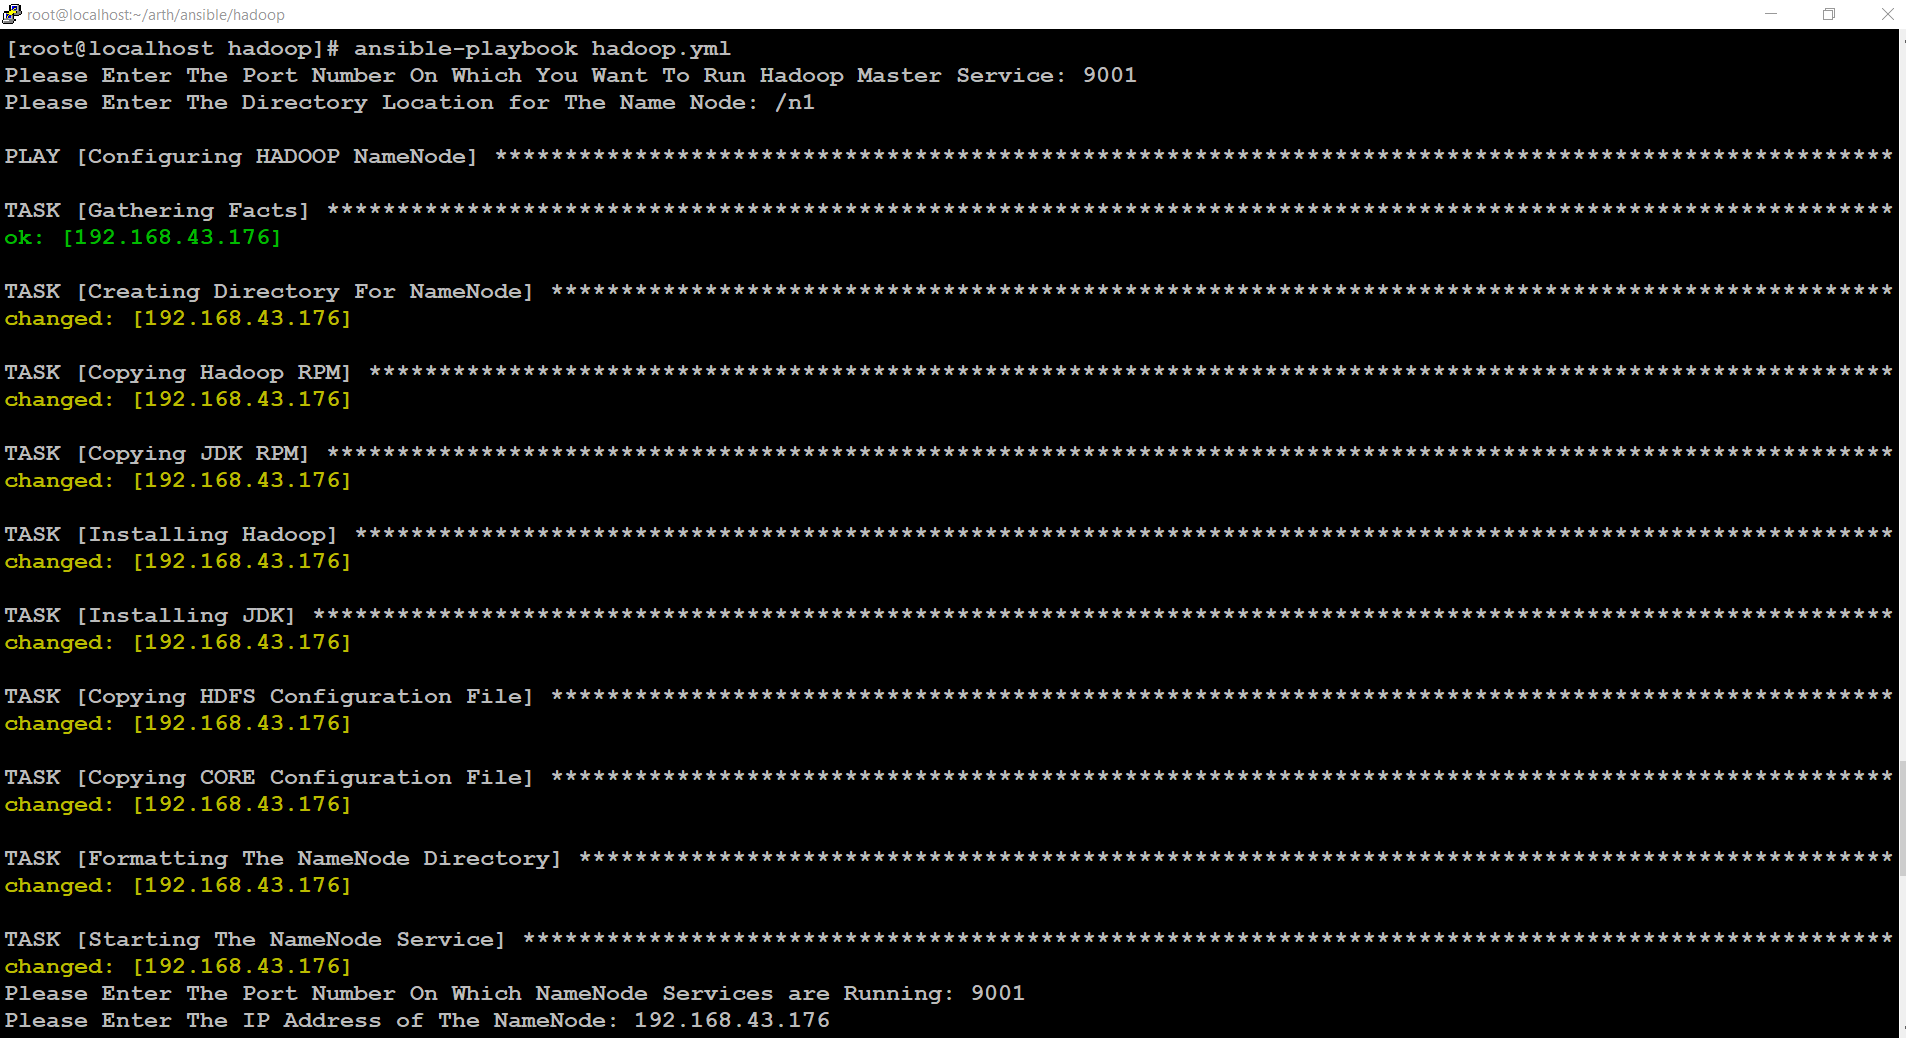 root@localhost:~/arth/ansible/hadoop
[root@localhost hadoop]# ansible-playbook hadoop.yml
Please Enter The Port Number On Which You Want To Run Hadoop Master Service: 9001
Please Enter The Directory Location for The Name Node: /n1
PLAY [Configuring HADOOP NameNode] ****************************************************************************************************
TASK [Gathering Facts] ****************************************************************************************************************
ok: [192.168.43.176]
TASK [Creating Directory For NameNode] ************************************************************************************************
changed: [192.168.43.176]
TASK [Copying Hadoop RPM] *************************************************************************************************************
changed: [192.168.43.176]
TASK [Copying JDK RPM] ****************************************************************************************************************
changed: [192.168.43.176]
TASK [Installing Hadoop] **************************************************************************************************************
changed: [192.168.43.176]
TASK [Installing JDK] *****************************************************************************************************************
changed: [192.168.43.176]
TASK [Copying HDFS Configuration File] ************************************************************************************************
changed: [192.168.43.176]
TASK [Copying CORE Configuration File] ************************************************************************************************
changed: [192.168.43.176]
TASK [Formatting The NameNode Directory] **********************************************************************************************
changed: [192.168.43.176]
TASK [Starting The NameNode Service] **************************************************************************************************
changed: [192.168.43.176]
Please Enter The Port Number On Which NameNode Services are Running: 9001
Please Enter The IP Address of The NameNode: 192.168.43.176